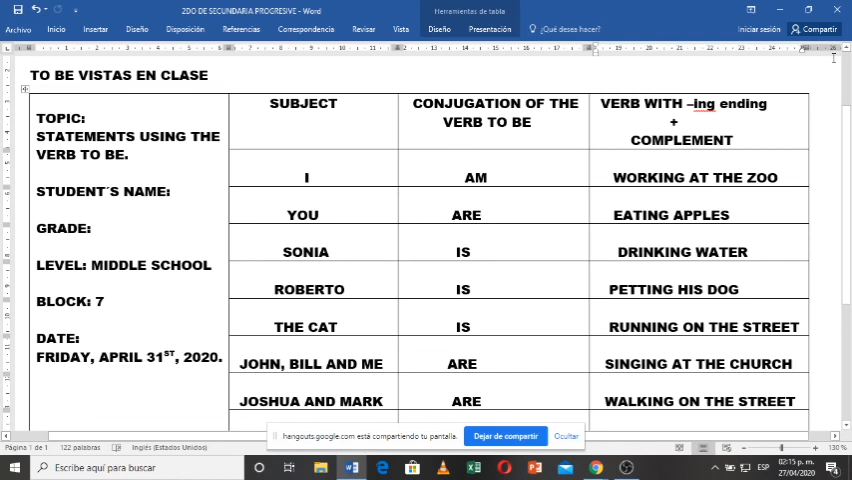 2DO DE SECUNDARIA PROGRESIVE - Word
Herramientas de tabla
Archivo Inicio Insertar Diseño Disposición Referencias Correspondencia Revisar Vista Diseño Presentación ¿Qué desea hacer? Iniciar sesión Compartir
TO BE VISTAS EN CLASE
TOPIC:
STATEMENTS USING THE
VERB TO BE.
STUDENT´S NAME:
GRADE:
LEVEL: MIDDLE SCHOOL
BLOCK: 7
DATE:
FRIDAY, APRIL 31ST, 2020.
SUBJECT
CONJUGATION OF THE
VERB TO BE
VERB WITH –ing ending
+
COMPLEMENT
I AM WORKING AT THE ZOO
YOU ARE EATING APPLES
SONIA IS DRINKING WATER
ROBERTO IS PETTING HIS DOG
THE CAT IS RUNNING ON THE STREET
JOHN, BILL AND ME ARE SINGING AT THE CHURCH
JOSHUA AND MARK ARE WALKING ON THE STREET
hangouts.google.com está compartiendo tu pantalla. Dejar de compartir Ocultar
Página 1 de 1 122 palabras Inglés (Estados Unidos) 130 %
Escribe aquí para buscar
ESP
02:15 p. m.
27/04/2020
4